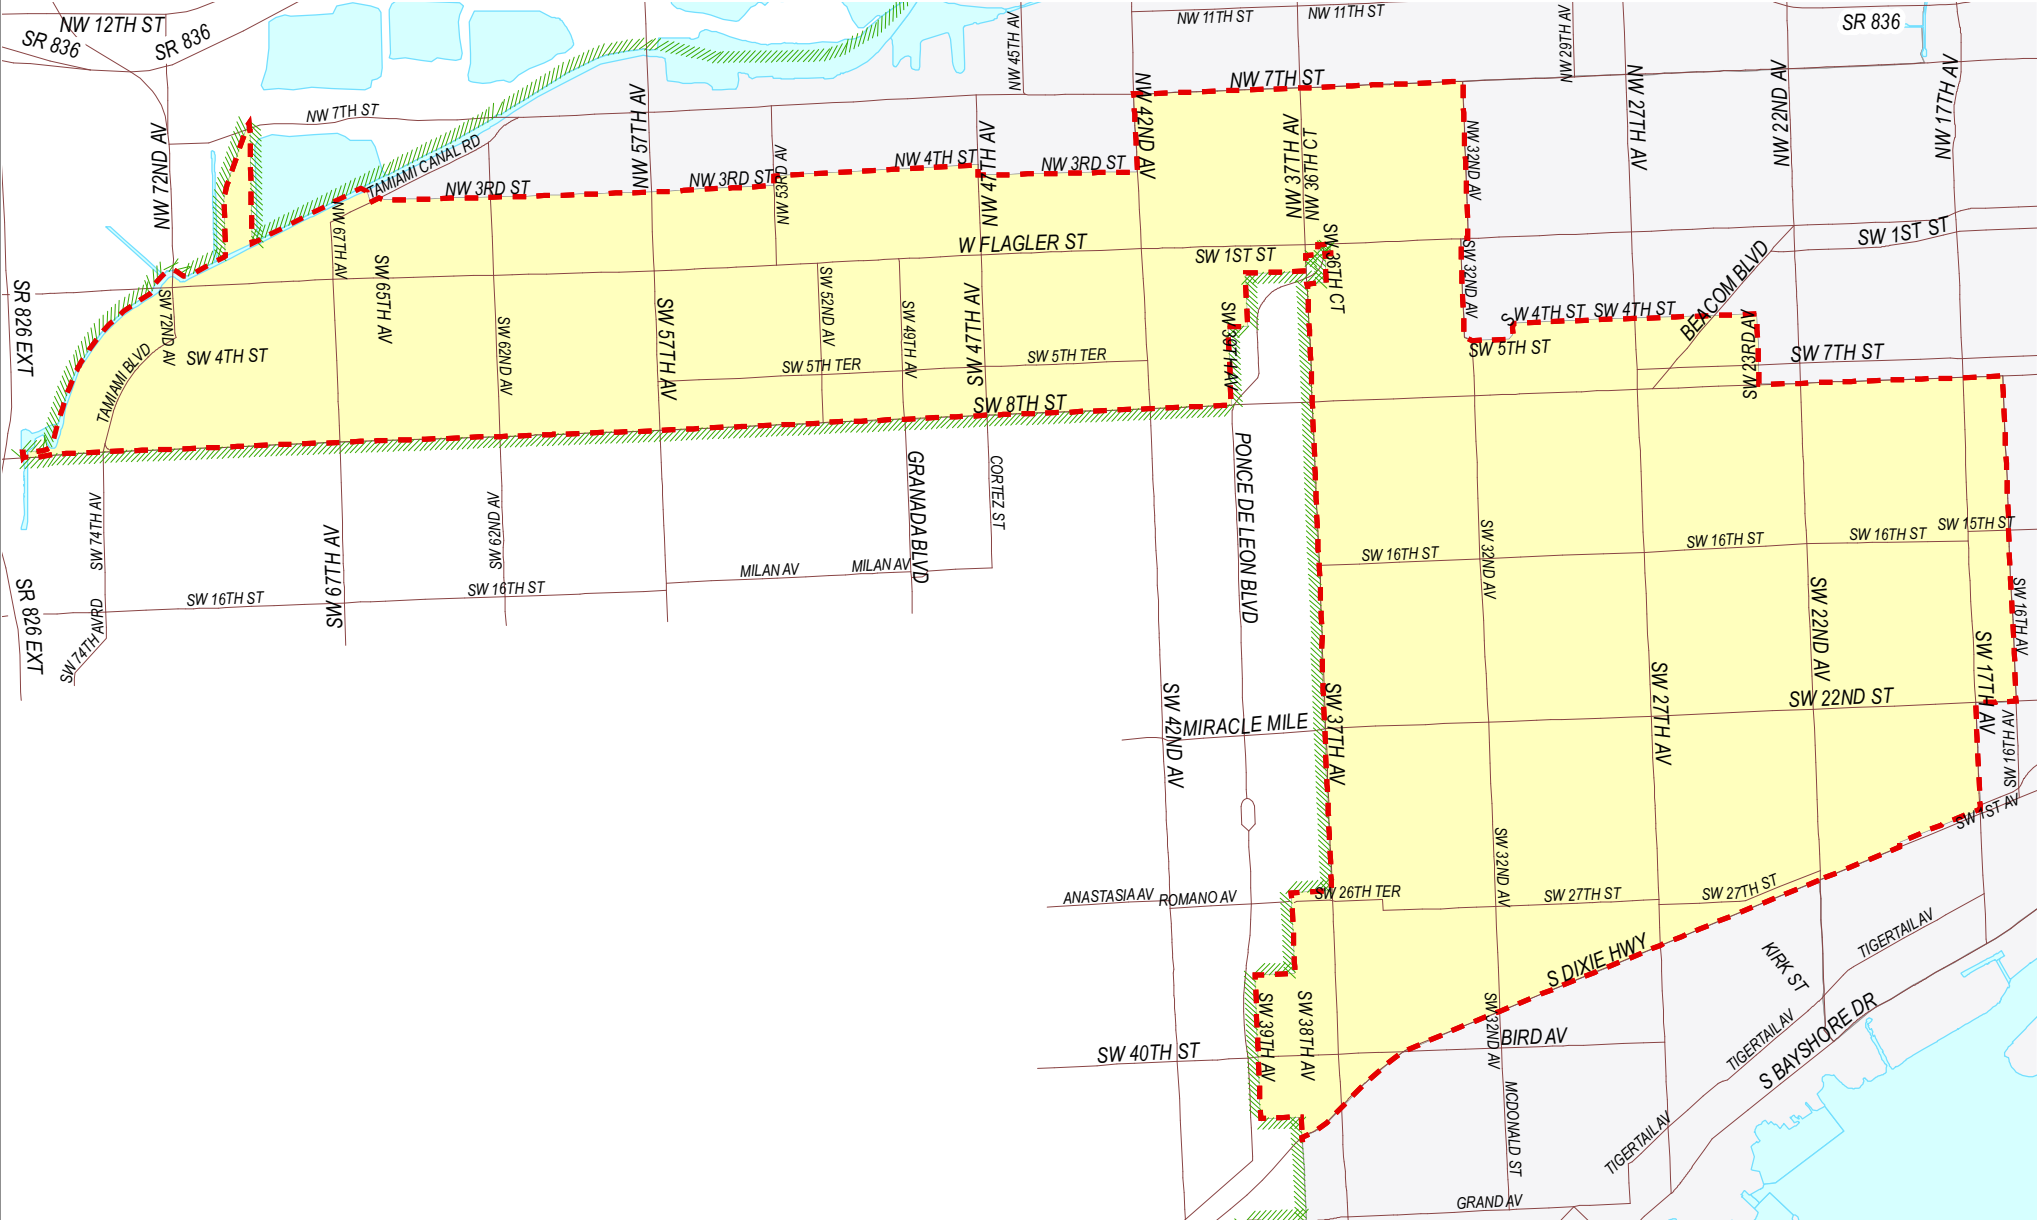 NW 12TH ST
SR 836
SR 836
NW 11TH ST
NW 11TH ST
SR 836
NW 45TH AV
NW 29TH AV
NW 7TH ST
NW 7TH ST
NW 72ND AV
NW 57TH AV
NW 42ND AV
NW 27TH AV
NW 22ND AV
NW 17TH AV
TAMIAMI CANAL RD
NW 53RD AV
NW 47TH AV
NW 37TH AV
NW 36TH CT
NW 32ND AV
NW 3RD ST
NW 3RD ST
NW 4TH ST
NW 3RD ST
NW 67TH AV
W FLAGLER ST
SW 1ST ST
SW 36TH CT
SW 32ND AV
SW 1ST ST
BEACOM BLVD
SR 826 EXT
SW 72ND AV
SW 65TH AV
SW 62ND AV
SW 57TH AV
SW 52ND AV
SW 49TH AV
SW 47TH AV
SW 39TH AV
SW 4TH ST
SW 4TH ST
SW 5TH ST
SW 23RD AV
SW 7TH ST
TAMIAMI BLVD
SW 4TH ST
SW 5TH TER
SW 5TH TER
SW 8TH ST
SW 74TH AV
SW 67TH AV
SW 62ND AV
GRANADA BLVD
CORTEZ ST
PONCE DE LEON BLVD
SW 32ND AV
SW 16TH ST
SW 16TH ST
SW 16TH ST
SW 15TH ST
MILAN AV
MILAN AV
SW 16TH ST
SW 16TH ST
SR 826 EXT
SW 74TH AVRD
SW 22ND AV
SW 16TH AV
SW 17TH AV
SW 27TH AV
SW 42ND AV
SW 37TH AV
MIRACLE MILE
SW 22ND ST
SW 16TH AV
SW 1ST AV
SW 32ND AV
ANASTASIA AV
ROMANO AV
SW 26TH TER
SW 27TH ST
SW 27TH ST
S DIXIE HWY
KIRK ST
TIGERTAIL AV
SW 39TH AV
SW 38TH AV
SW 32ND AV
SW 40TH ST
BIRD AV
TIGERTAIL AV
S BAYSHORE DR
MCDONALD ST
TIGERTAIL AV
GRAND AV